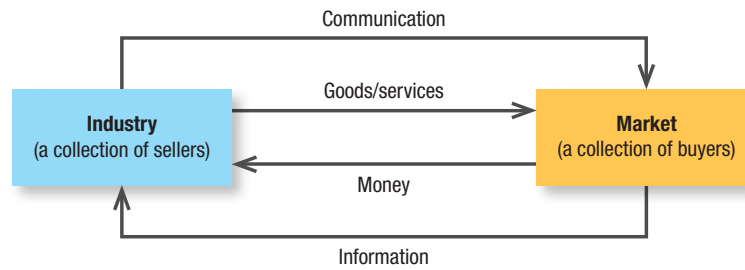 Communication
Goods/services
Industry
(a collection of sellers)
Market
(a collection of buyers)
Money
Information